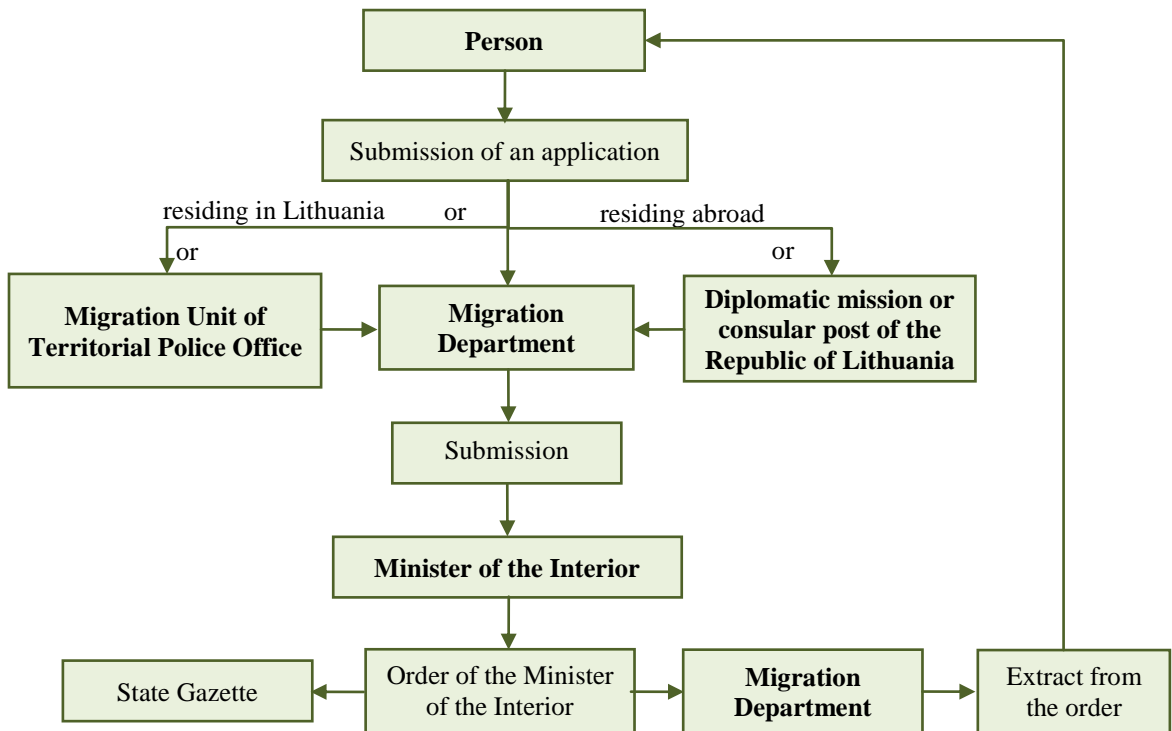 Person
Submission of an application
residing in Lithuania
or
residing abroad
or
or
Migration Unit of
Territorial Police Office
Migration
Department
Diplomatic mission or
consular post of the
Republic of Lithuania
Submission
Minister of the Interior
State Gazette
Order of the Minister
of the Interior
Migration
Department
Extract from
the order